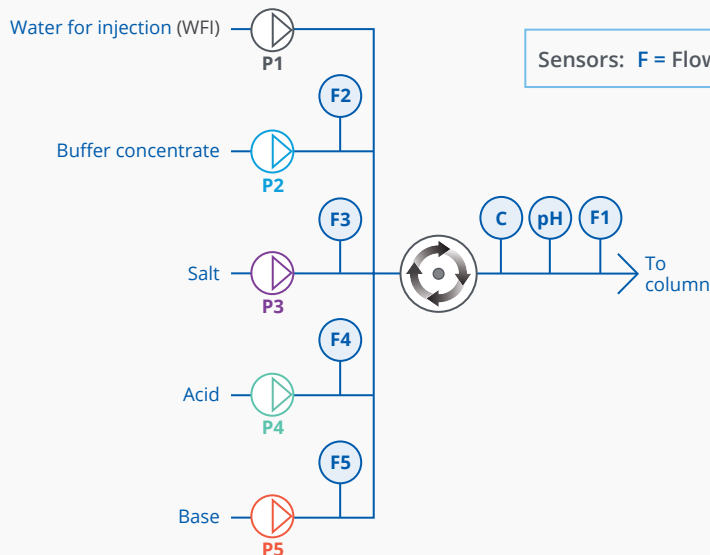 Water for injection (WFI)
P1
Sensors: F = Flow
F2
Buffer concentrate
P2
F3
C
pH
F1
Salt
P3
To
column
F4
Acid
P4
F5
Base
P5